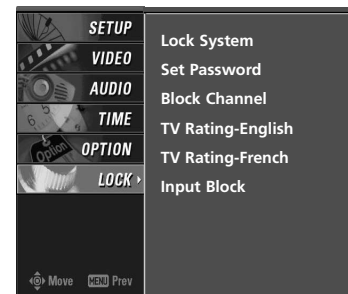 SETUP
VIDEO
AUDIO
TIME
OPTION
LOCK
Lock System
Set Password
Block Channel
TV Rating-English
TV Rating-French
Input Block
Move MENU Prev